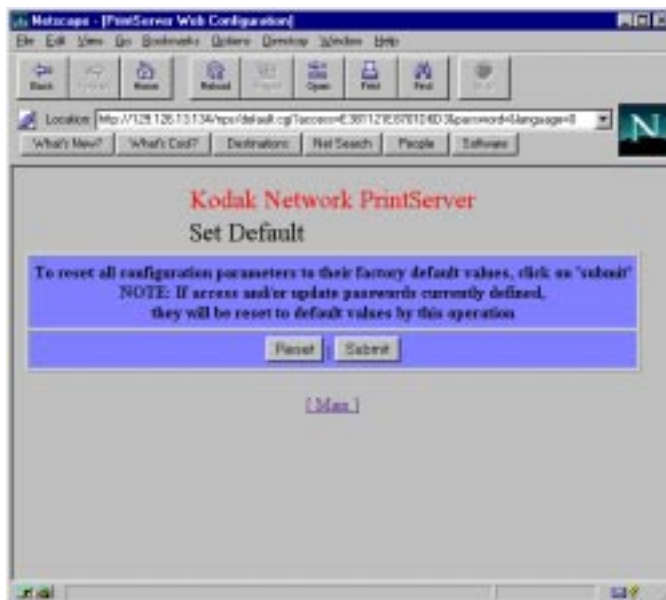 Netscape - [PrintServer Web Configuration]
File Edit View Go Bookmarks Options Directory Window Help
Back Forward Home Reload Images Open Print Find Stop
Location:
What's New? What's Cool? Destinations Net Search People Software
N
Kodak Network PrintServer
Set Default
To reset all configuration parameters to their factory default values, click on 'submit'
NOTE: If access and/or update passwords currently defined,
they will be reset to default values by this operation
Reset | Submit
[ Main ]